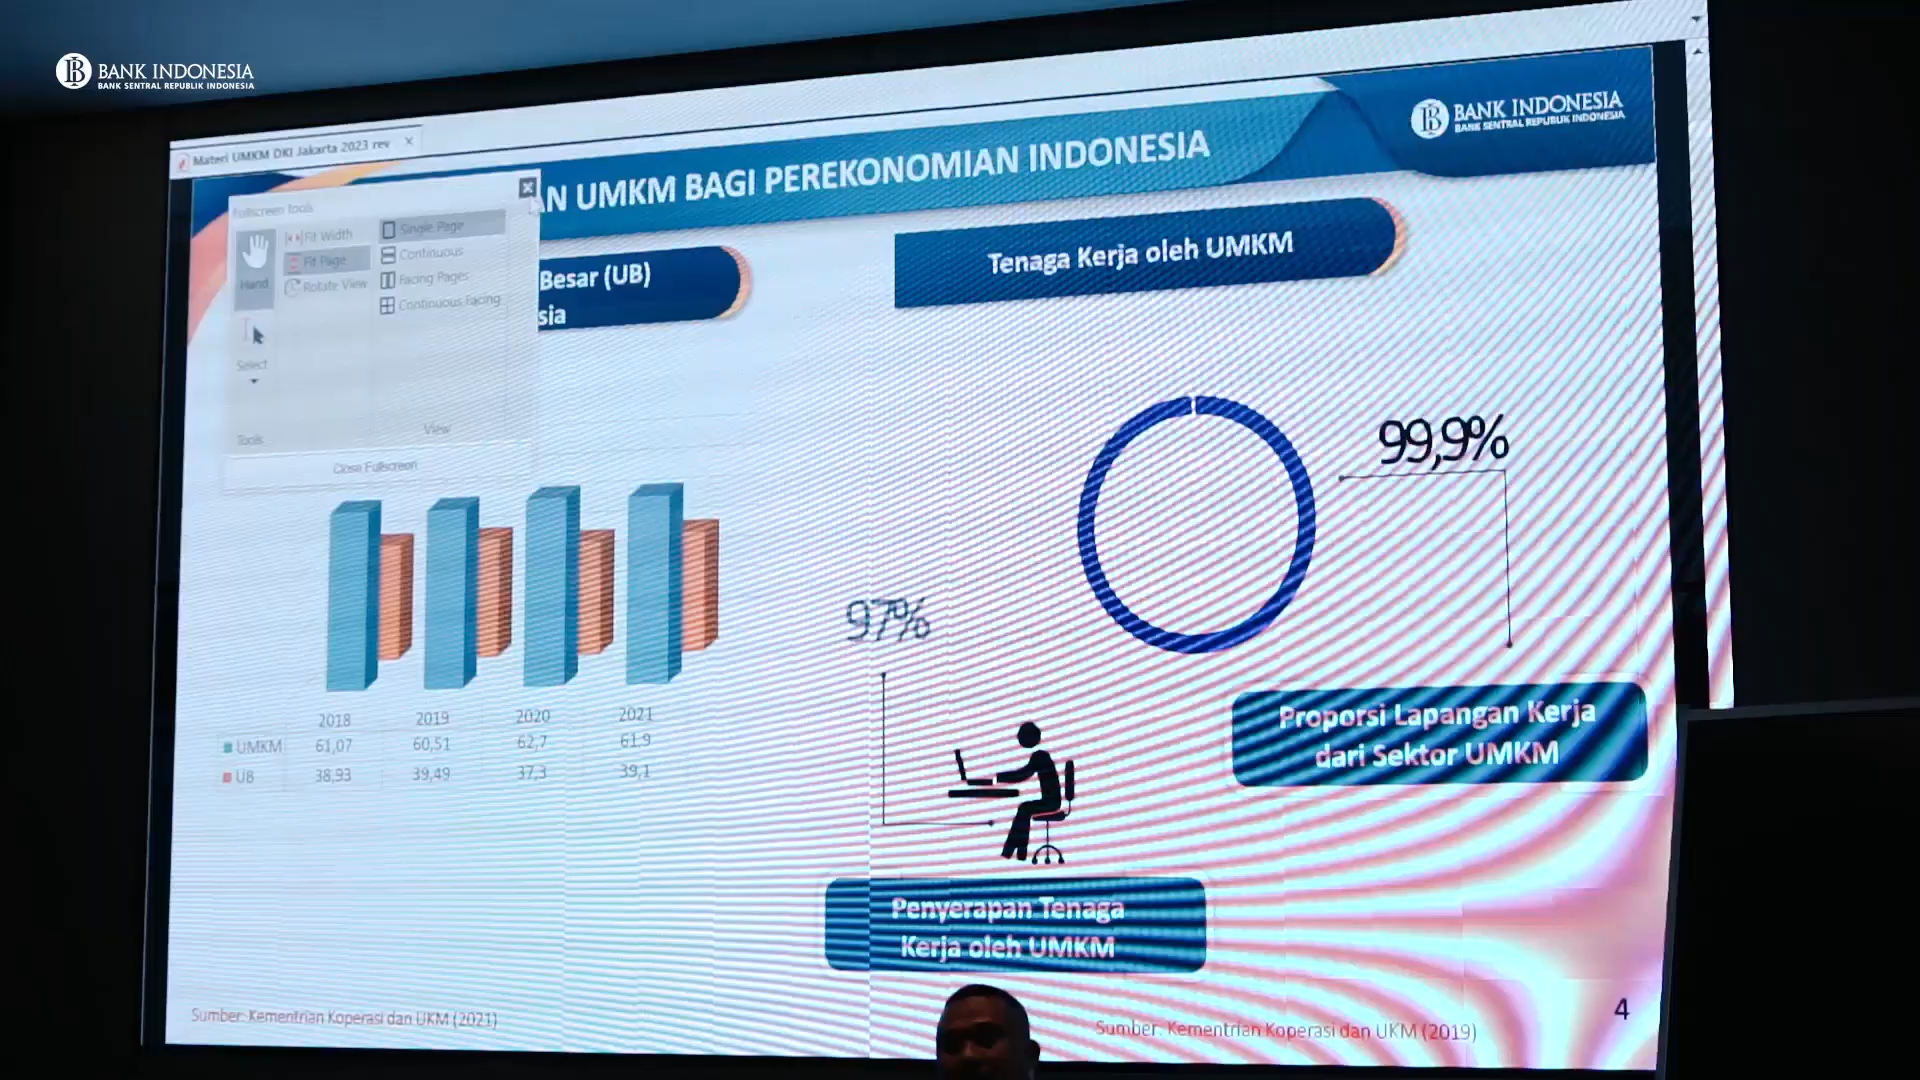 BANK INDONESIA
BANK SENTRAL REPUBLIK INDONESIA
Materi UMKM DKI Jakarta 2023 rev
BANK INDONESIA
BANK SENTRAL REPUBLIK INDONESIA
AN UMKM BAGI PEREKONOMIAN INDONESIA
Fullscreen Tools
Hand
Select
Tools
Fit Width
Fit Page
Rotate View
Single Page
Continuous
Facing Pages
Continuous Facing
View
Close Fullscreen
Besar (UB)
sia
Tenaga Kerja oleh UMKM
99,9%
97%
2018 2019 2020 2021
UMKM 61,07 60,51 62,7 61,9
UB 38,93 39,49 37,3 39,1
Proporsi Lapangan Kerja
dari Sektor UMKM
Penyerapan Tenaga
Kerja oleh UMKM
Sumber: Kementrian Koperasi dan UKM (2021)
Sumber: Kementrian Koperasi dan UKM (2019)
4